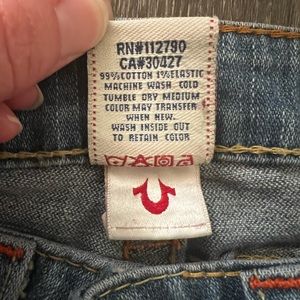 RN#112790
CA#30427
99%COTTON 1%ELASTIC
MACHINE WASH COLD
TUMBLE DRY MEDIUM
COLOR MAY TRANSFER
WHEN NEW.
WASH INSIDE OUT
TO RETAIN COLOR